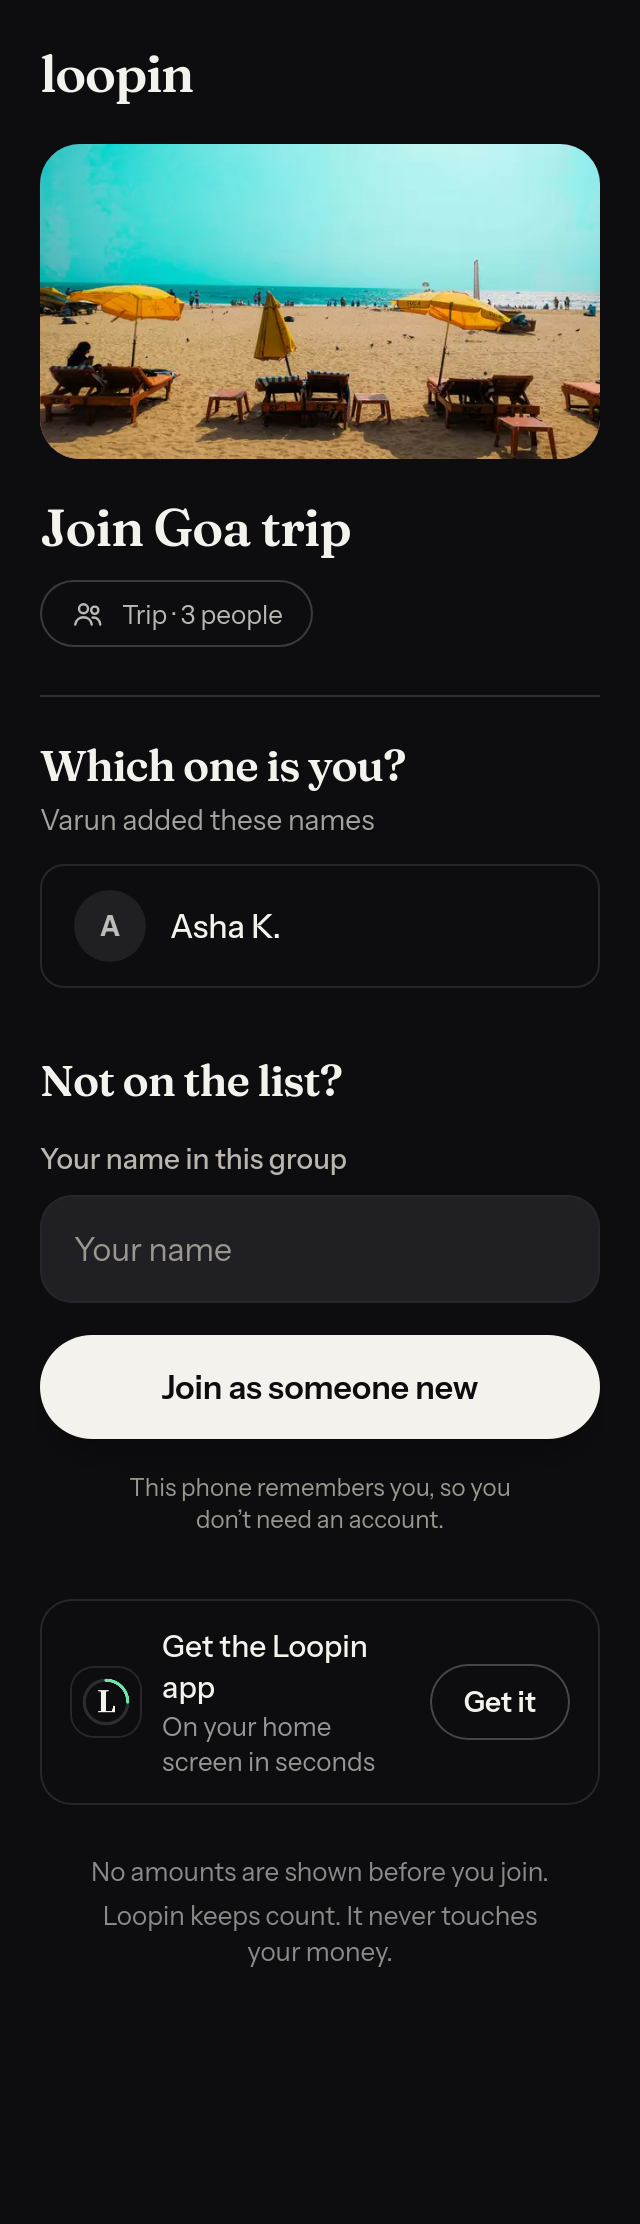 loopin
Join Goa trip
Trip · 3 people
Which one is you?
Varun added these names
A
Asha K.
Not on the list?
Your name in this group
Your name
Join as someone new
This phone remembers you, so you
don’t need an account.
L
Get the Loopin
app
On your home
screen in seconds
Get it
No amounts are shown before you join.
Loopin keeps count. It never touches
your money.